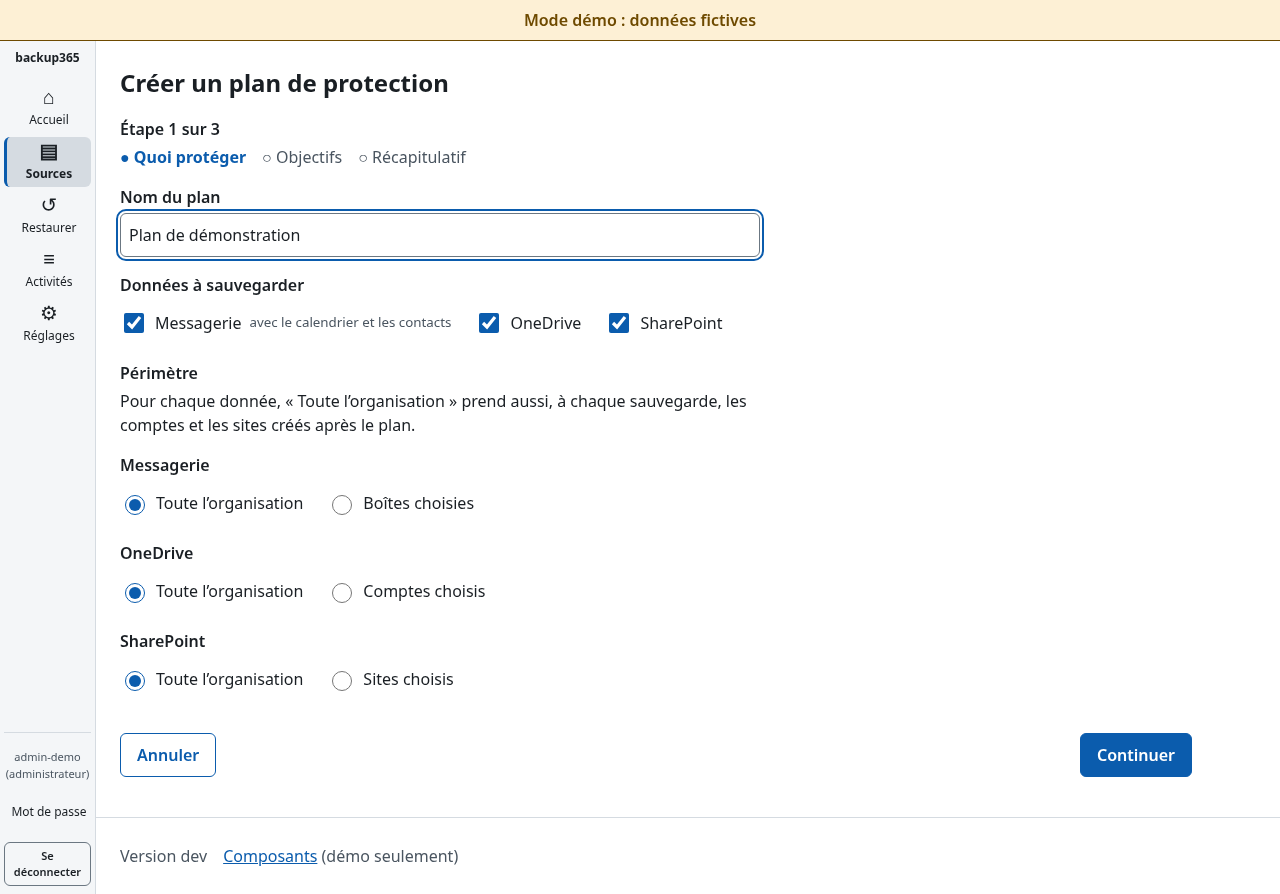 Mode démo : données fictives
backup365
Accueil
Sources
Restaurer
Activités
Réglages
admin-demo
(administrateur)
Mot de passe
Se
déconnecter
Créer un plan de protection
Étape 1 sur 3
● Quoi protéger ○ Objectifs ○ Récapitulatif
Nom du plan
Plan de démonstration
Données à sauvegarder
Messagerie avec le calendrier et les contacts OneDrive SharePoint
Périmètre
Pour chaque donnée, « Toute l’organisation » prend aussi, à chaque sauvegarde, les
comptes et les sites créés après le plan.
Messagerie
Toute l’organisation Boîtes choisies
OneDrive
Toute l’organisation Comptes choisis
SharePoint
Toute l’organisation Sites choisis
Annuler Continuer
Version dev Composants (démo seulement)